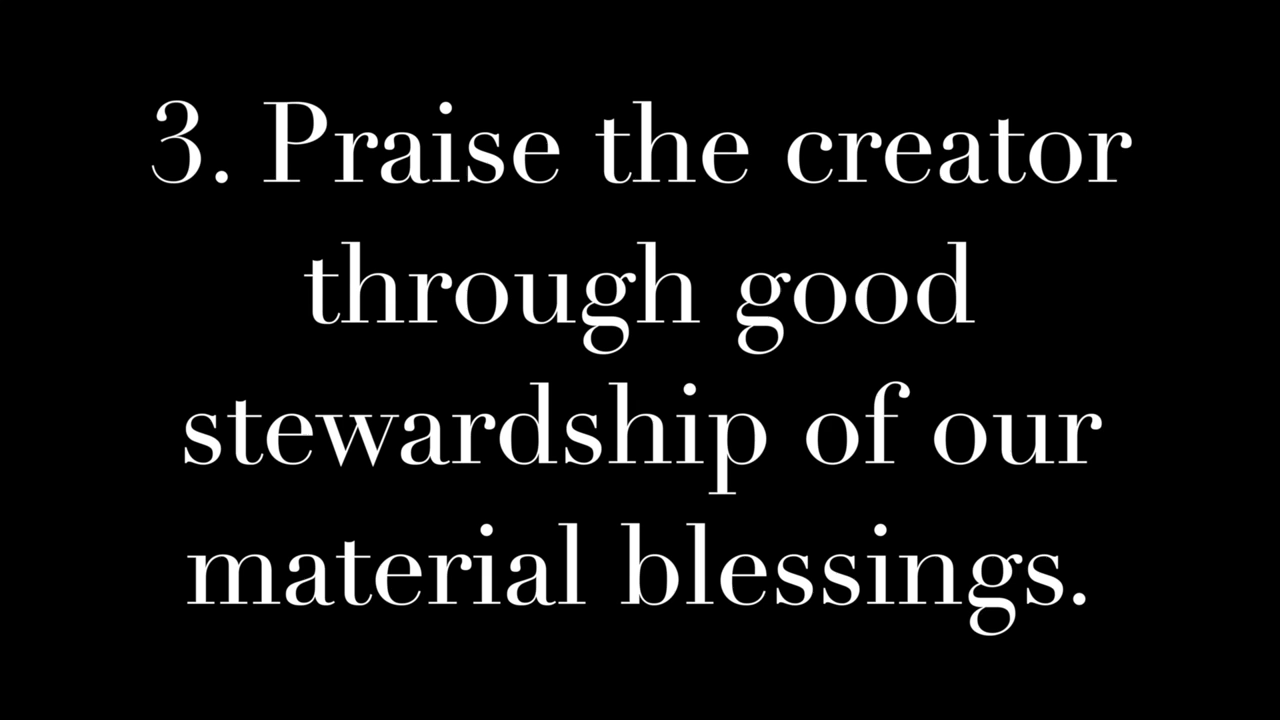 3. Praise the creator
through good
stewardship of our
material blessings.